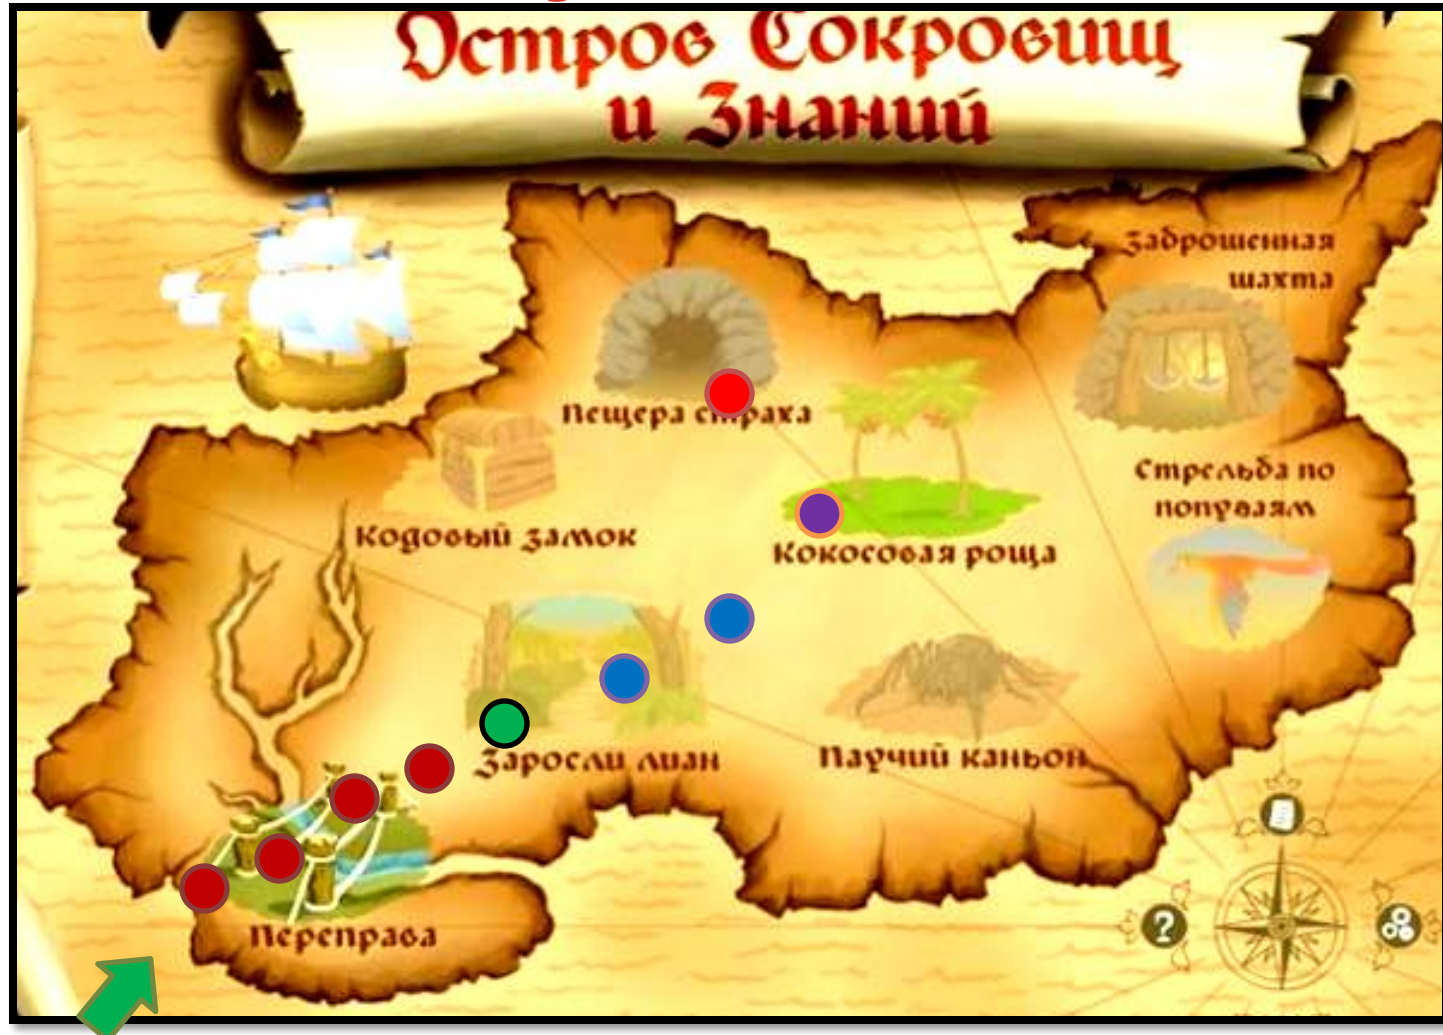 Остров Сокровищ
и Знаний
Заброшенная
шахта
Пещера страха
Стрельба по
попугаям
Кодовый замок
Кокосовая роща
Заросли лиан
Паучий каньон
Переправа
?